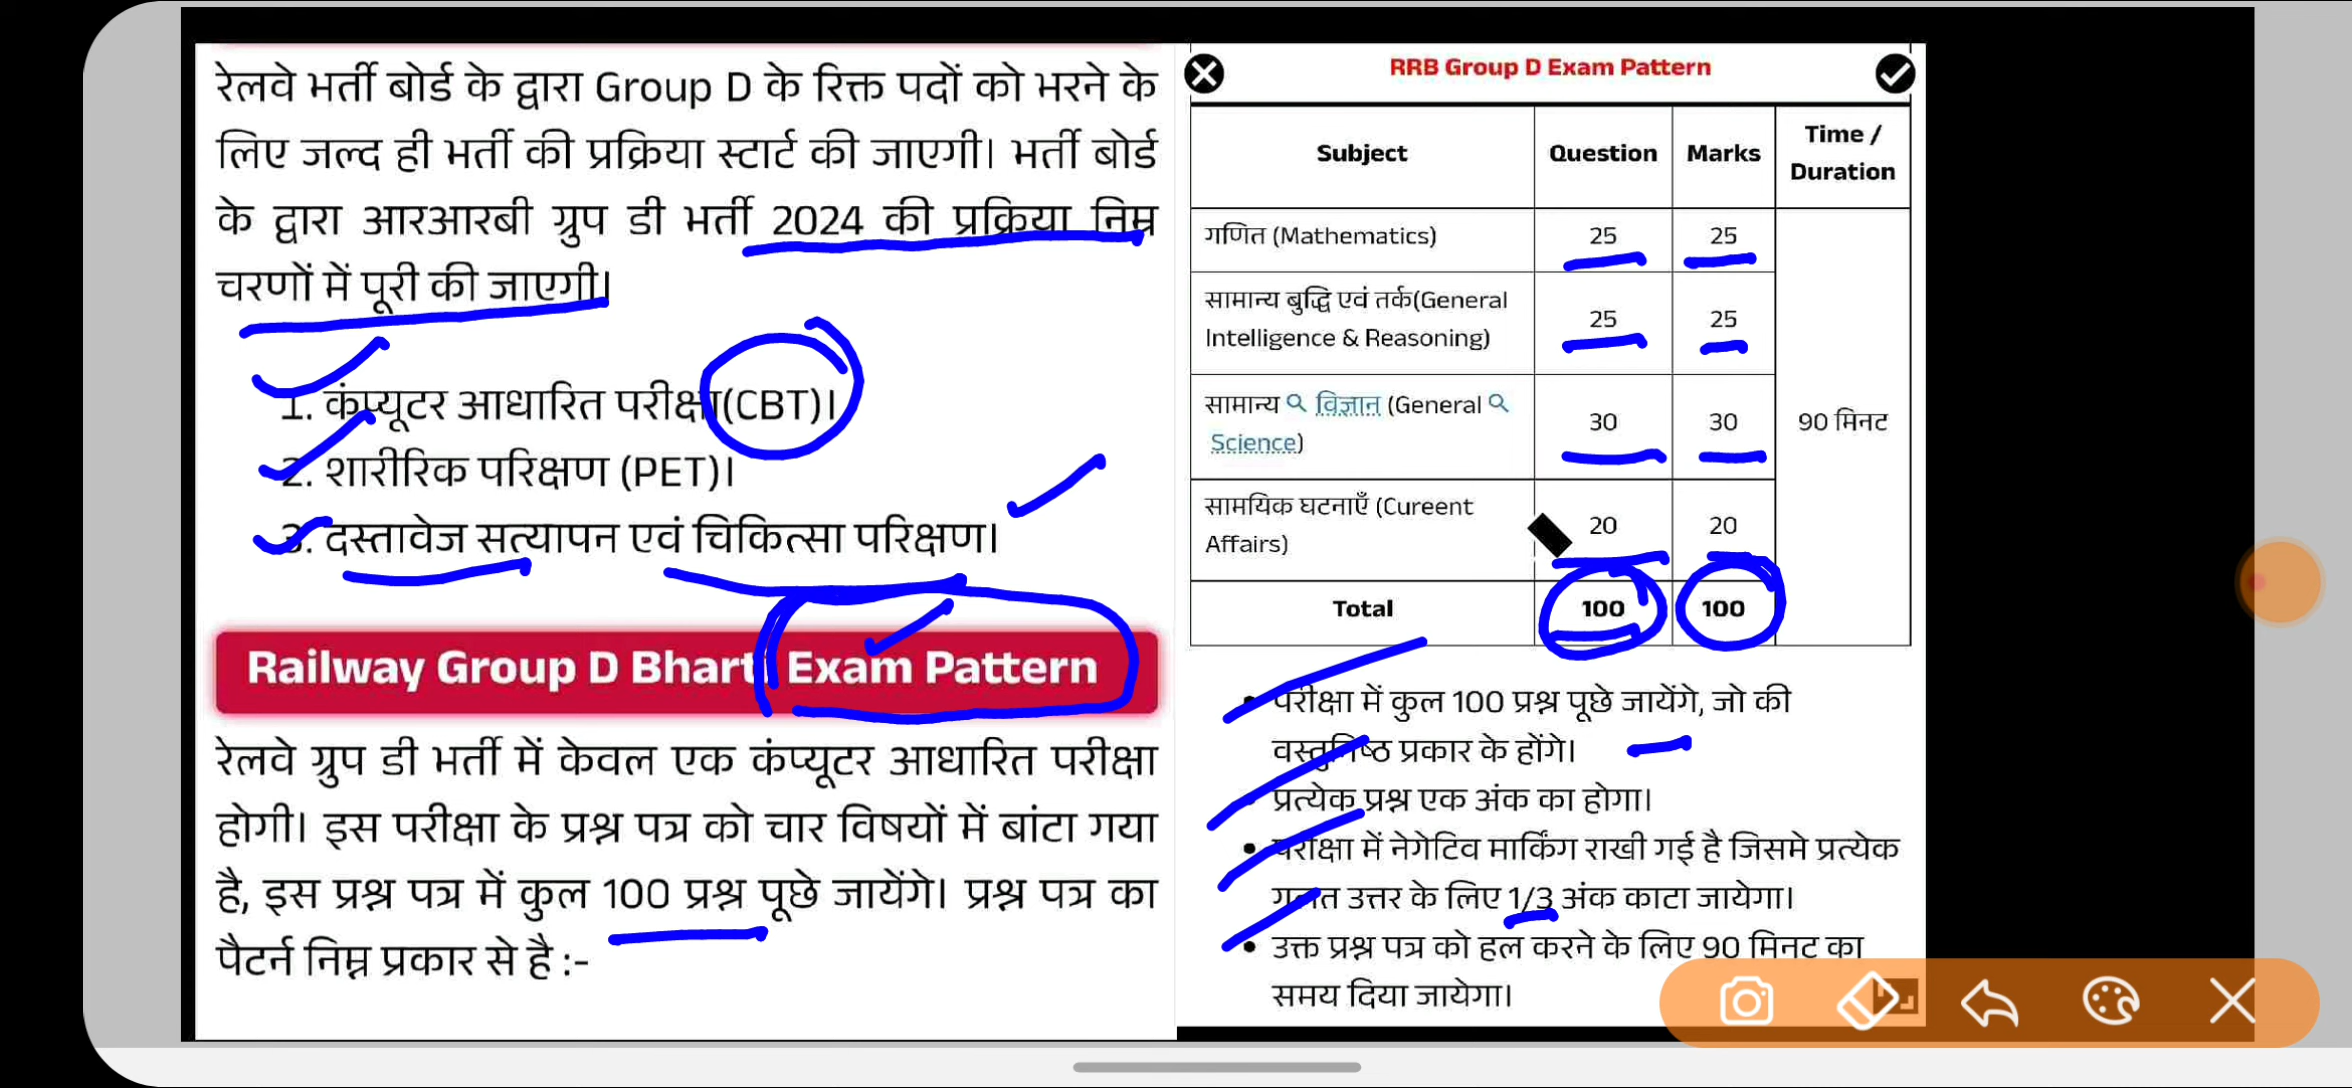 रेलवे भर्ती बोर्ड के द्वारा Group D के रिक्त पदों को भरने के
लिए जल्द ही भर्ती की प्रक्रिया स्टार्ट की जाएगी। भर्ती बोर्ड
के द्वारा आरआरबी ग्रुप डी भर्ती 2024 की प्रक्रिया निम्न
चरणों में पूरी की जाएगी।
1. कंप्यूटर आधारित परीक्षा(CBT)।
2. शारीरिक परिक्षण (PET)।
3. दस्तावेज सत्यापन एवं चिकित्सा परिक्षण।
Railway Group D Bharti Exam Pattern
रेलवे ग्रुप डी भर्ती में केवल एक कंप्यूटर आधारित परीक्षा
होगी। इस परीक्षा के प्रश्न पत्र को चार विषयों में बांटा गया
है, इस प्रश्न पत्र में कुल 100 प्रश्न पूछे जायेंगे। प्रश्न पत्र का
पैटर्न निम्न प्रकार से है :-
RRB Group D Exam Pattern
Subject Question Marks Time /
Duration
गणित (Mathematics) 25 25
सामान्य बुद्धि एवं तर्क(General
Intelligence & Reasoning) 25 25
सामान्य विज्ञान (General
Science) 30 30 90 मिनट
सामयिक घटनाएँ (Cureent
Affairs) 20 20
Total 100 100
• परीक्षा में कुल 100 प्रश्न पूछे जायेंगे, जो की
वस्तुनिष्ठ प्रकार के होंगे।
• प्रत्येक प्रश्न एक अंक का होगा।
• परीक्षा में नेगेटिव मार्किंग राखी गई है जिसमे प्रत्येक
गलत उत्तर के लिए 1/3 अंक काटा जायेगा।
• उक्त प्रश्न पत्र को हल करने के लिए 90 मिनट का
समय दिया जायेगा।